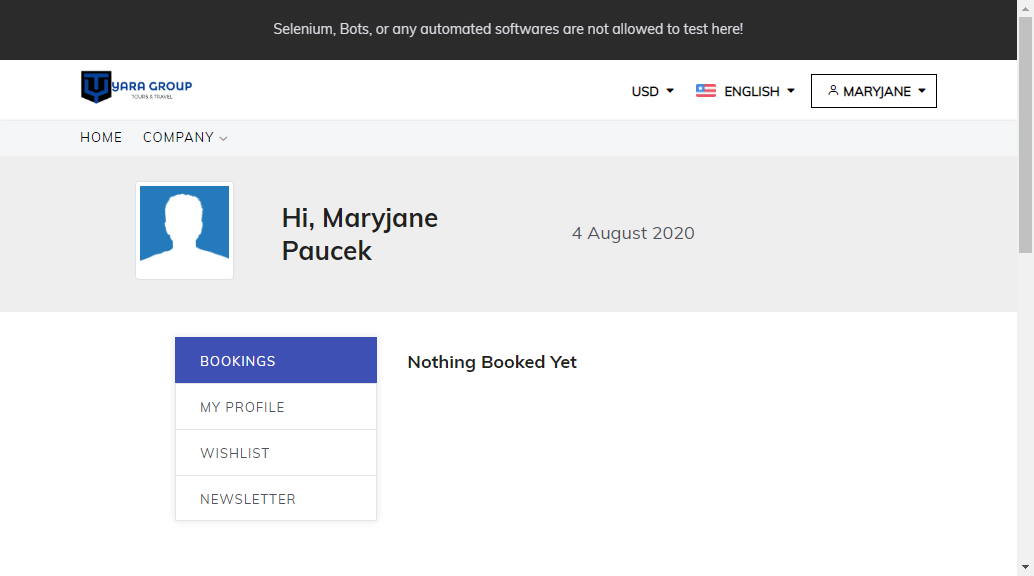 Selenium, Bots, or any automated softwares are not allowed to test here!
YARA GROUP
TOURS & TRAVEL
USD
ENGLISH
MARYJANE
HOME
COMPANY
Hi, Maryjane
Paucek
4 August 2020
BOOKINGS
Nothing Booked Yet
MY PROFILE
WISHLIST
NEWSLETTER